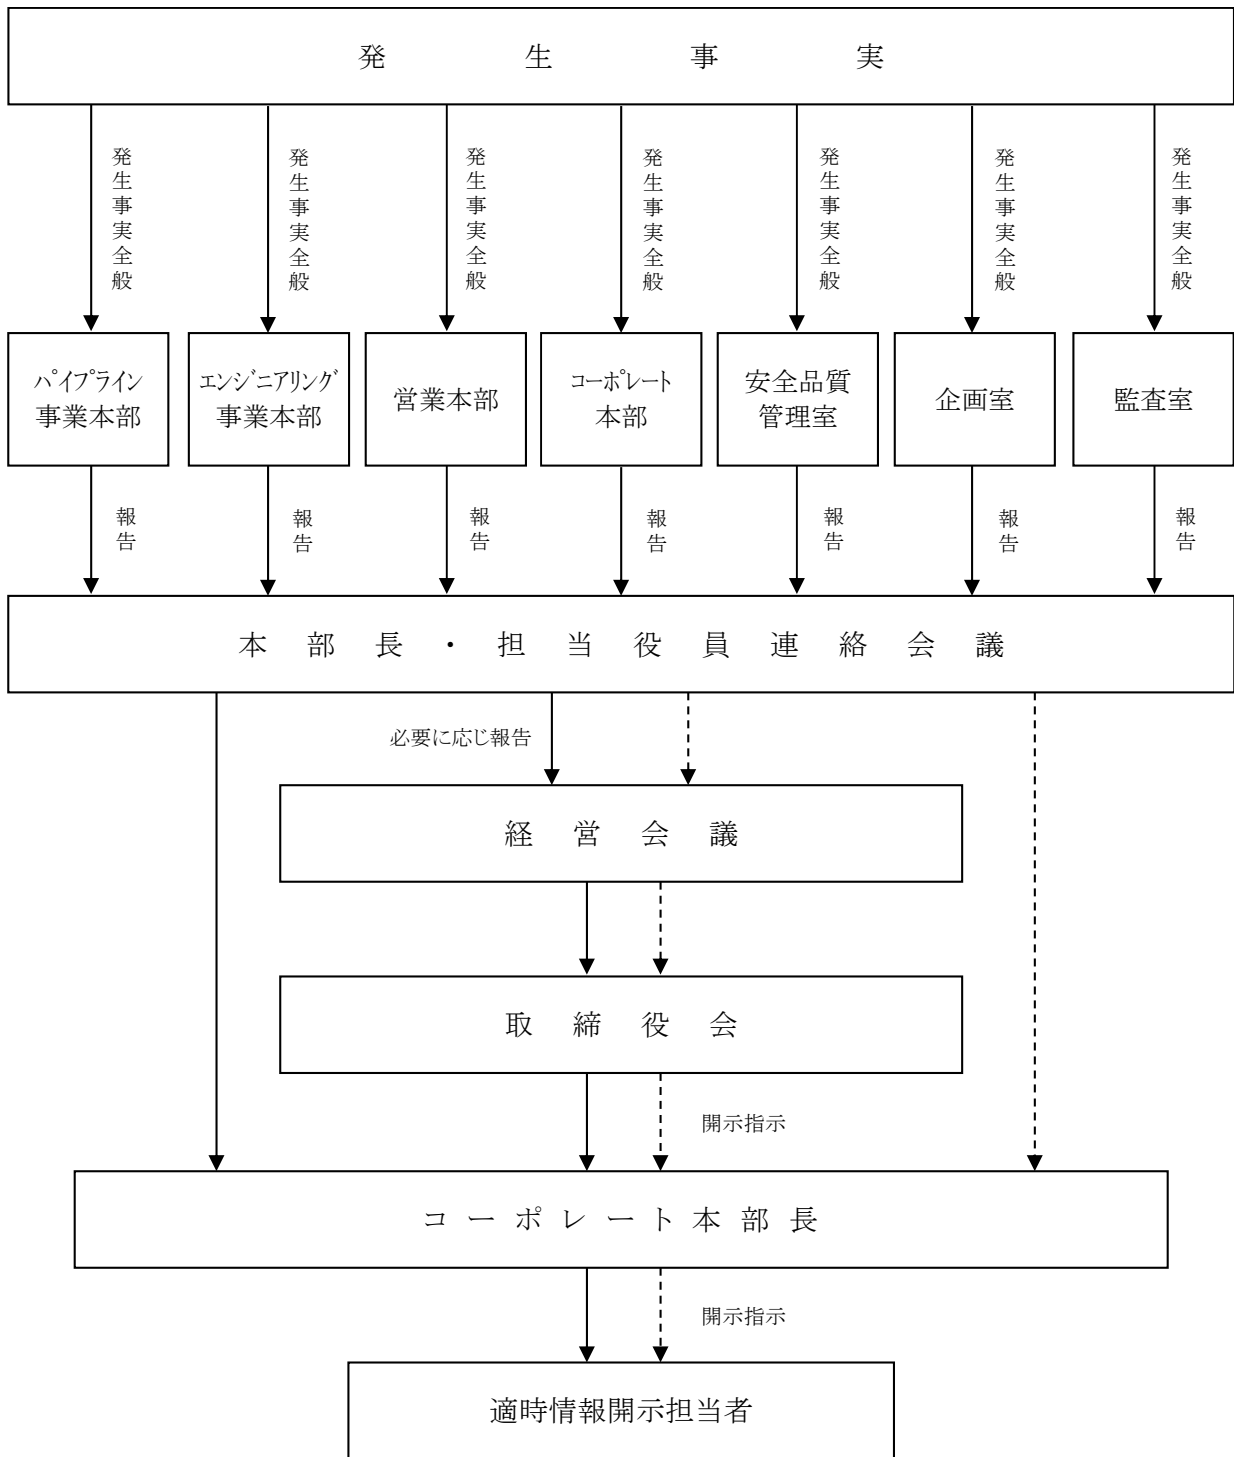 発生事実
発生事実全般
発生事実全般
発生事実全般
発生事実全般
発生事実全般
発生事実全般
発生事実全般
パイプライン
事業本部
エンジニアリング
事業本部
営業本部
コーポレート
本部
安全品質
管理室
企画室
監査室
報告
報告
報告
報告
報告
報告
報告
本部長・担当役員連絡会議
必要に応じ報告
経営会議
取締役会
開示指示
コーポレート本部長
開示指示
適時情報開示担当者